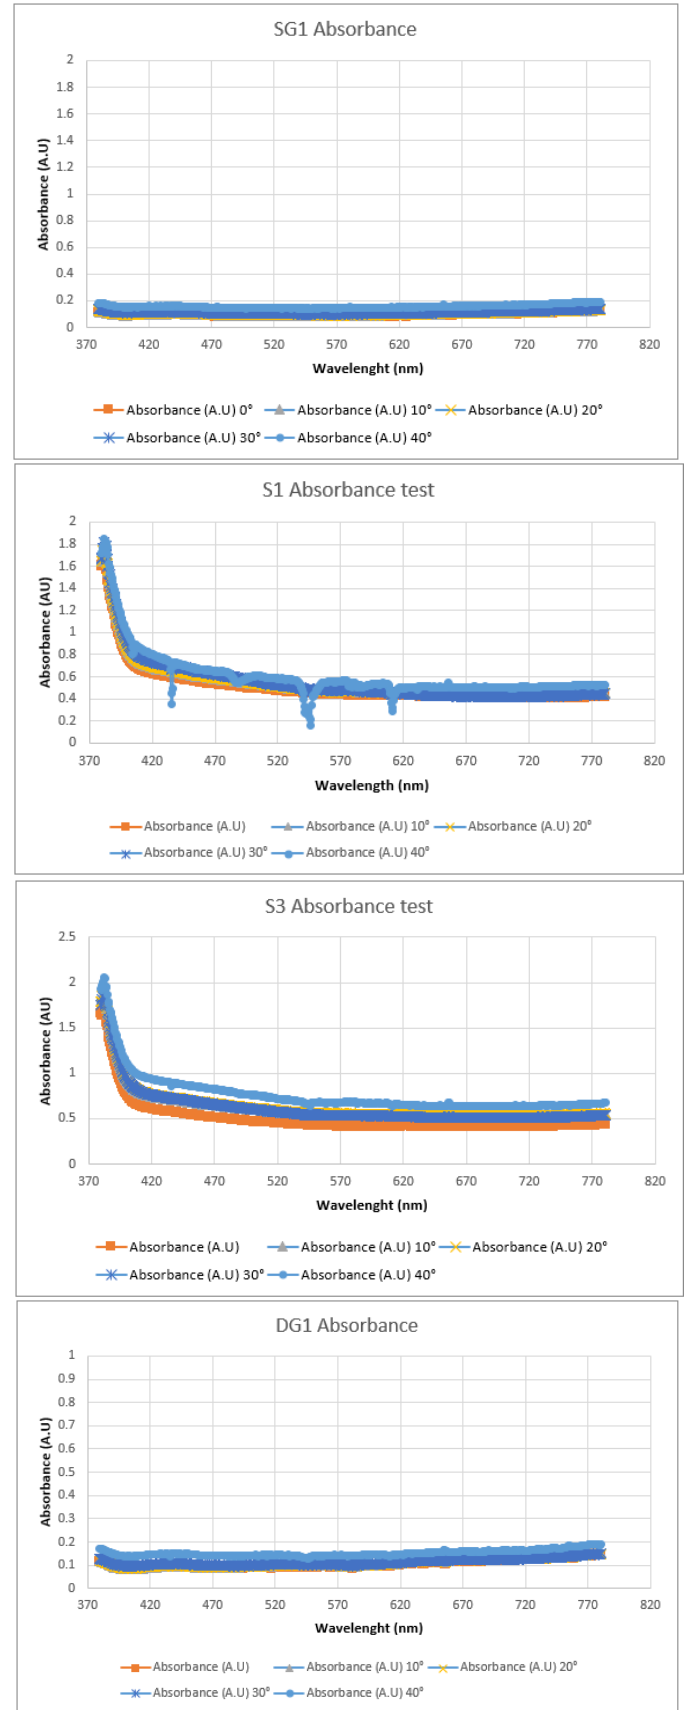 SG1 Absorbance
2
1.8
1.6
1.4
1.2
1
0.8
0.6
0.4
0.2
0
Absorbance (A.U)
370 420 470 520 570 620 670 720 770 820
Wavelenght (nm)
Absorbance (A.U) 0° Absorbance (A.U) 10° Absorbance (A.U) 20°
Absorbance (A.U) 30° Absorbance (A.U) 40°
S1 Absorbance test
2
1.8
1.6
1.4
1.2
1
0.8
0.6
0.4
0.2
0
Absorbance (AU)
370 420 470 520 570 620 670 720 770 820
Wavelength (nm)
Absorbance (A.U) Absorbance (A.U) 10° Absorbance (A.U) 20°
Absorbance (A.U) 30° Absorbance (A.U) 40°
S3 Absorbance test
2.5
2
1.5
1
0.5
0
Absorbance (AU)
370 420 470 520 570 620 670 720 770 820
Wavelenght (nm)
Absorbance (A.U) Absorbance (A.U) 10° Absorbance (A.U) 20°
Absorbance (A.U) 30° Absorbance (A.U) 40°
DG1 Absorbance
1
0.9
0.8
0.7
0.6
0.5
0.4
0.3
0.2
0.1
0
Absorbance (A.U)
370 420 470 520 570 620 670 720 770 820
Wavelenght (nm)
Absorbance (A.U) Absorbance (A.U) 10° Absorbance (A.U) 20°
Absorbance (A.U) 30° Absorbance (A.U) 40°